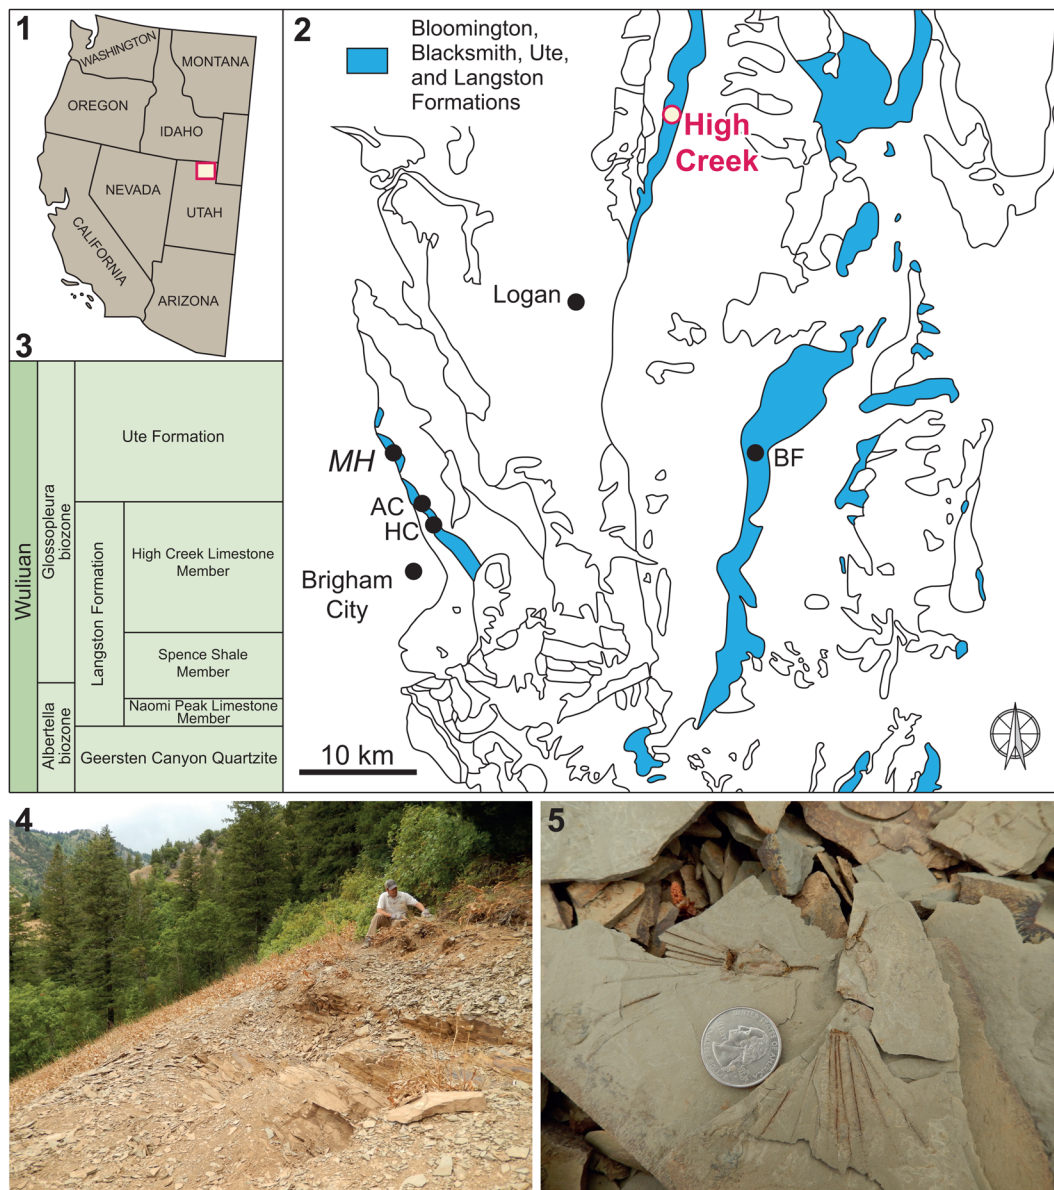 1
WASHINGTON
MONTANA
OREGON
IDAHO
NEVADA
UTAH
CALIFORNIA
ARIZONA
2
Bloomington,
Blacksmith, Ute,
and Langston
Formations
High
Creek
Logan
MH
AC
HC
BF
Brigham
City
10 km
3
Wuliuan
Glossopleura
biozone
Albertella
biozone
Ute Formation
Langston Formation
High Creek Limestone
Member
Spence Shale
Member
Naomi Peak Limestone
Member
Geersten Canyon Quartzite
4
5